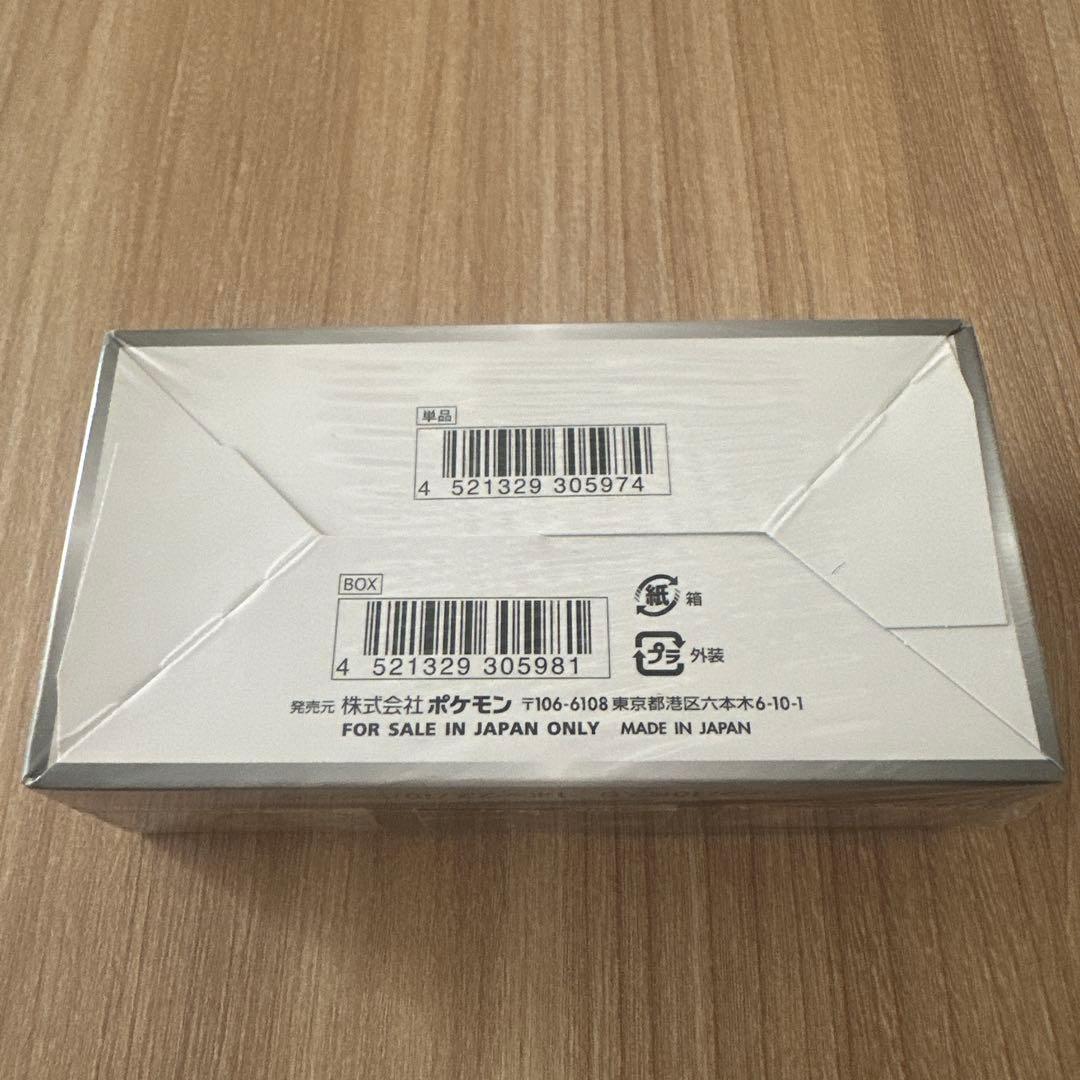 単品
4 521329 305974
BOX
4 521329 305981
紙 箱
プラ 外装
発売元 株式会社ポケモン 〒106-6108 東京都港区六本木6-10-1
FOR SALE IN JAPAN ONLY MADE IN JAPAN